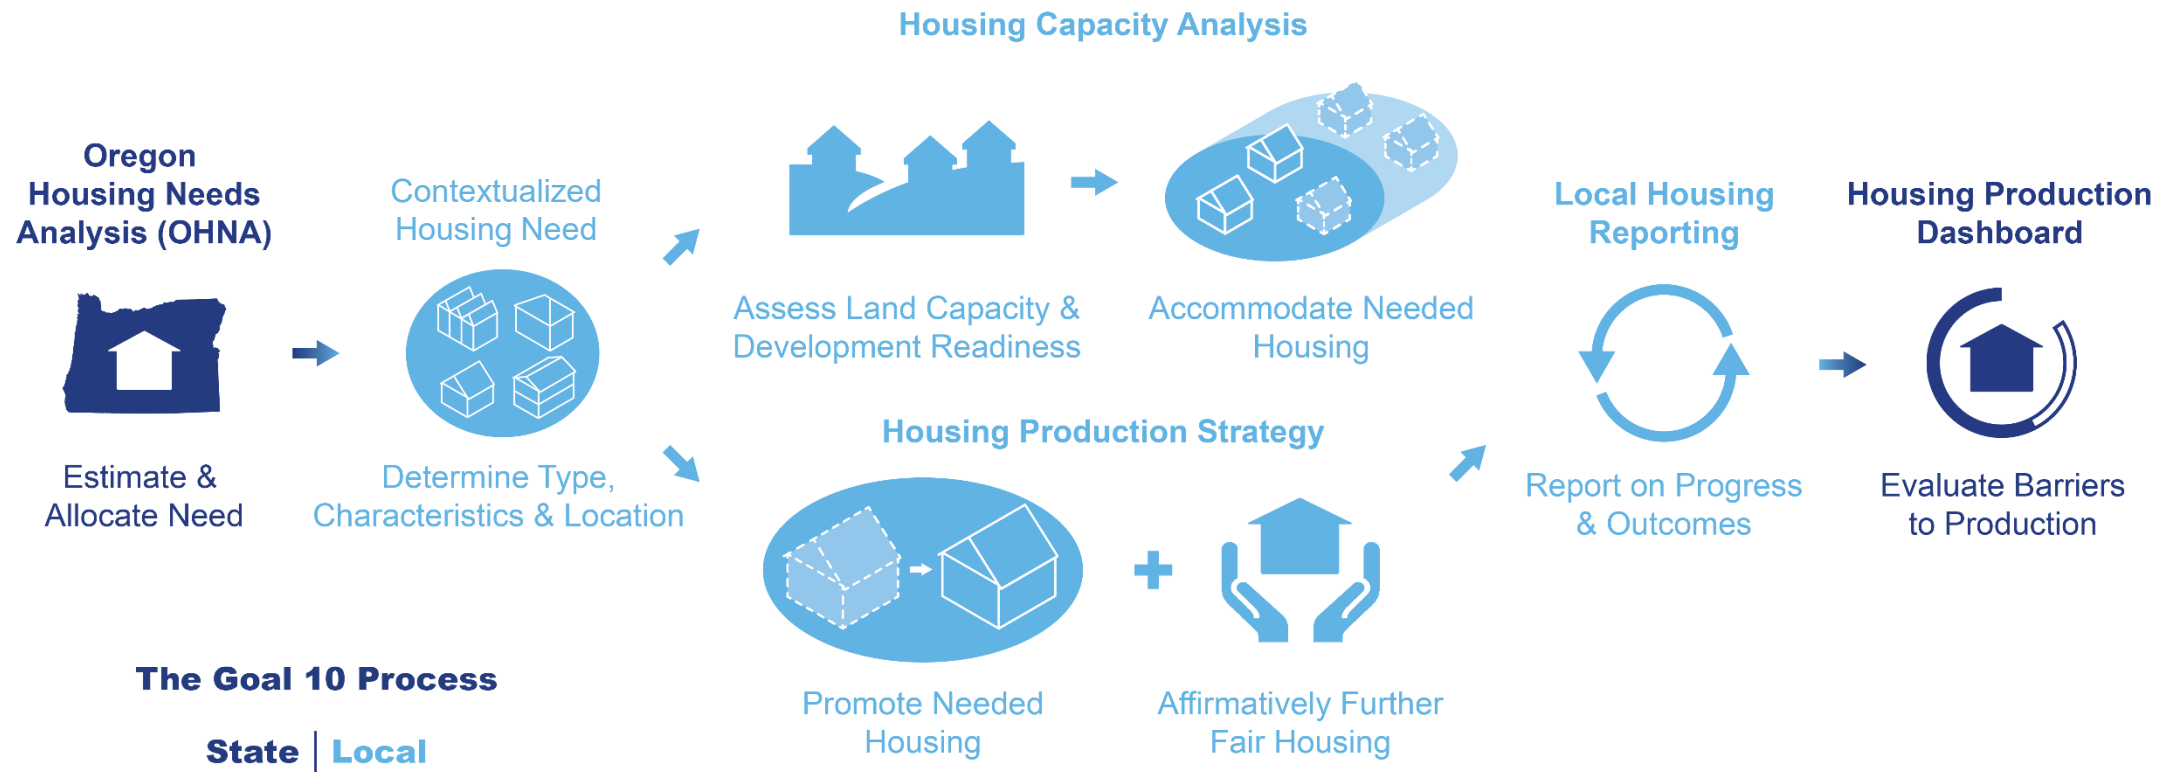 Housing Capacity Analysis
Oregon
Housing Needs
Analysis (OHNA)
Estimate &
Allocate Need
Contextualized
Housing Need
Determine Type,
Characteristics & Location
Assess Land Capacity &
Development Readiness
Accommodate Needed
Housing
Housing Production Strategy
Promote Needed
Housing
Affirmatively Further
Fair Housing
Local Housing
Reporting
Report on Progress
& Outcomes
Housing Production
Dashboard
Evaluate Barriers
to Production
The Goal 10 Process
State | Local